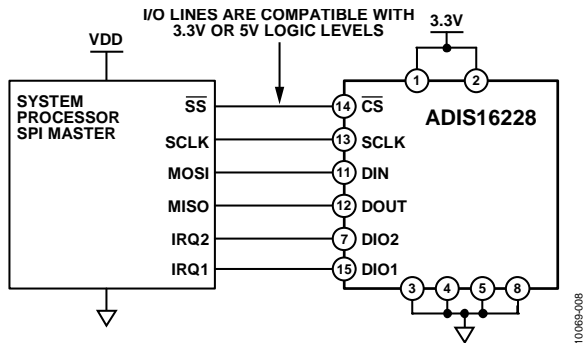 I/O LINES ARE COMPATIBLE WITH
3.3V OR 5V LOGIC LEVELS
VDD
3.3V
1
2
SYSTEM
PROCESSOR
SPI MASTER
ADIS16228
SS
14
CS
SCLK
13
SCLK
MOSI
11
DIN
MISO
12
DOUT
IRQ2
7
DIO2
IRQ1
15
DIO1
3
4
5
8
10069-008